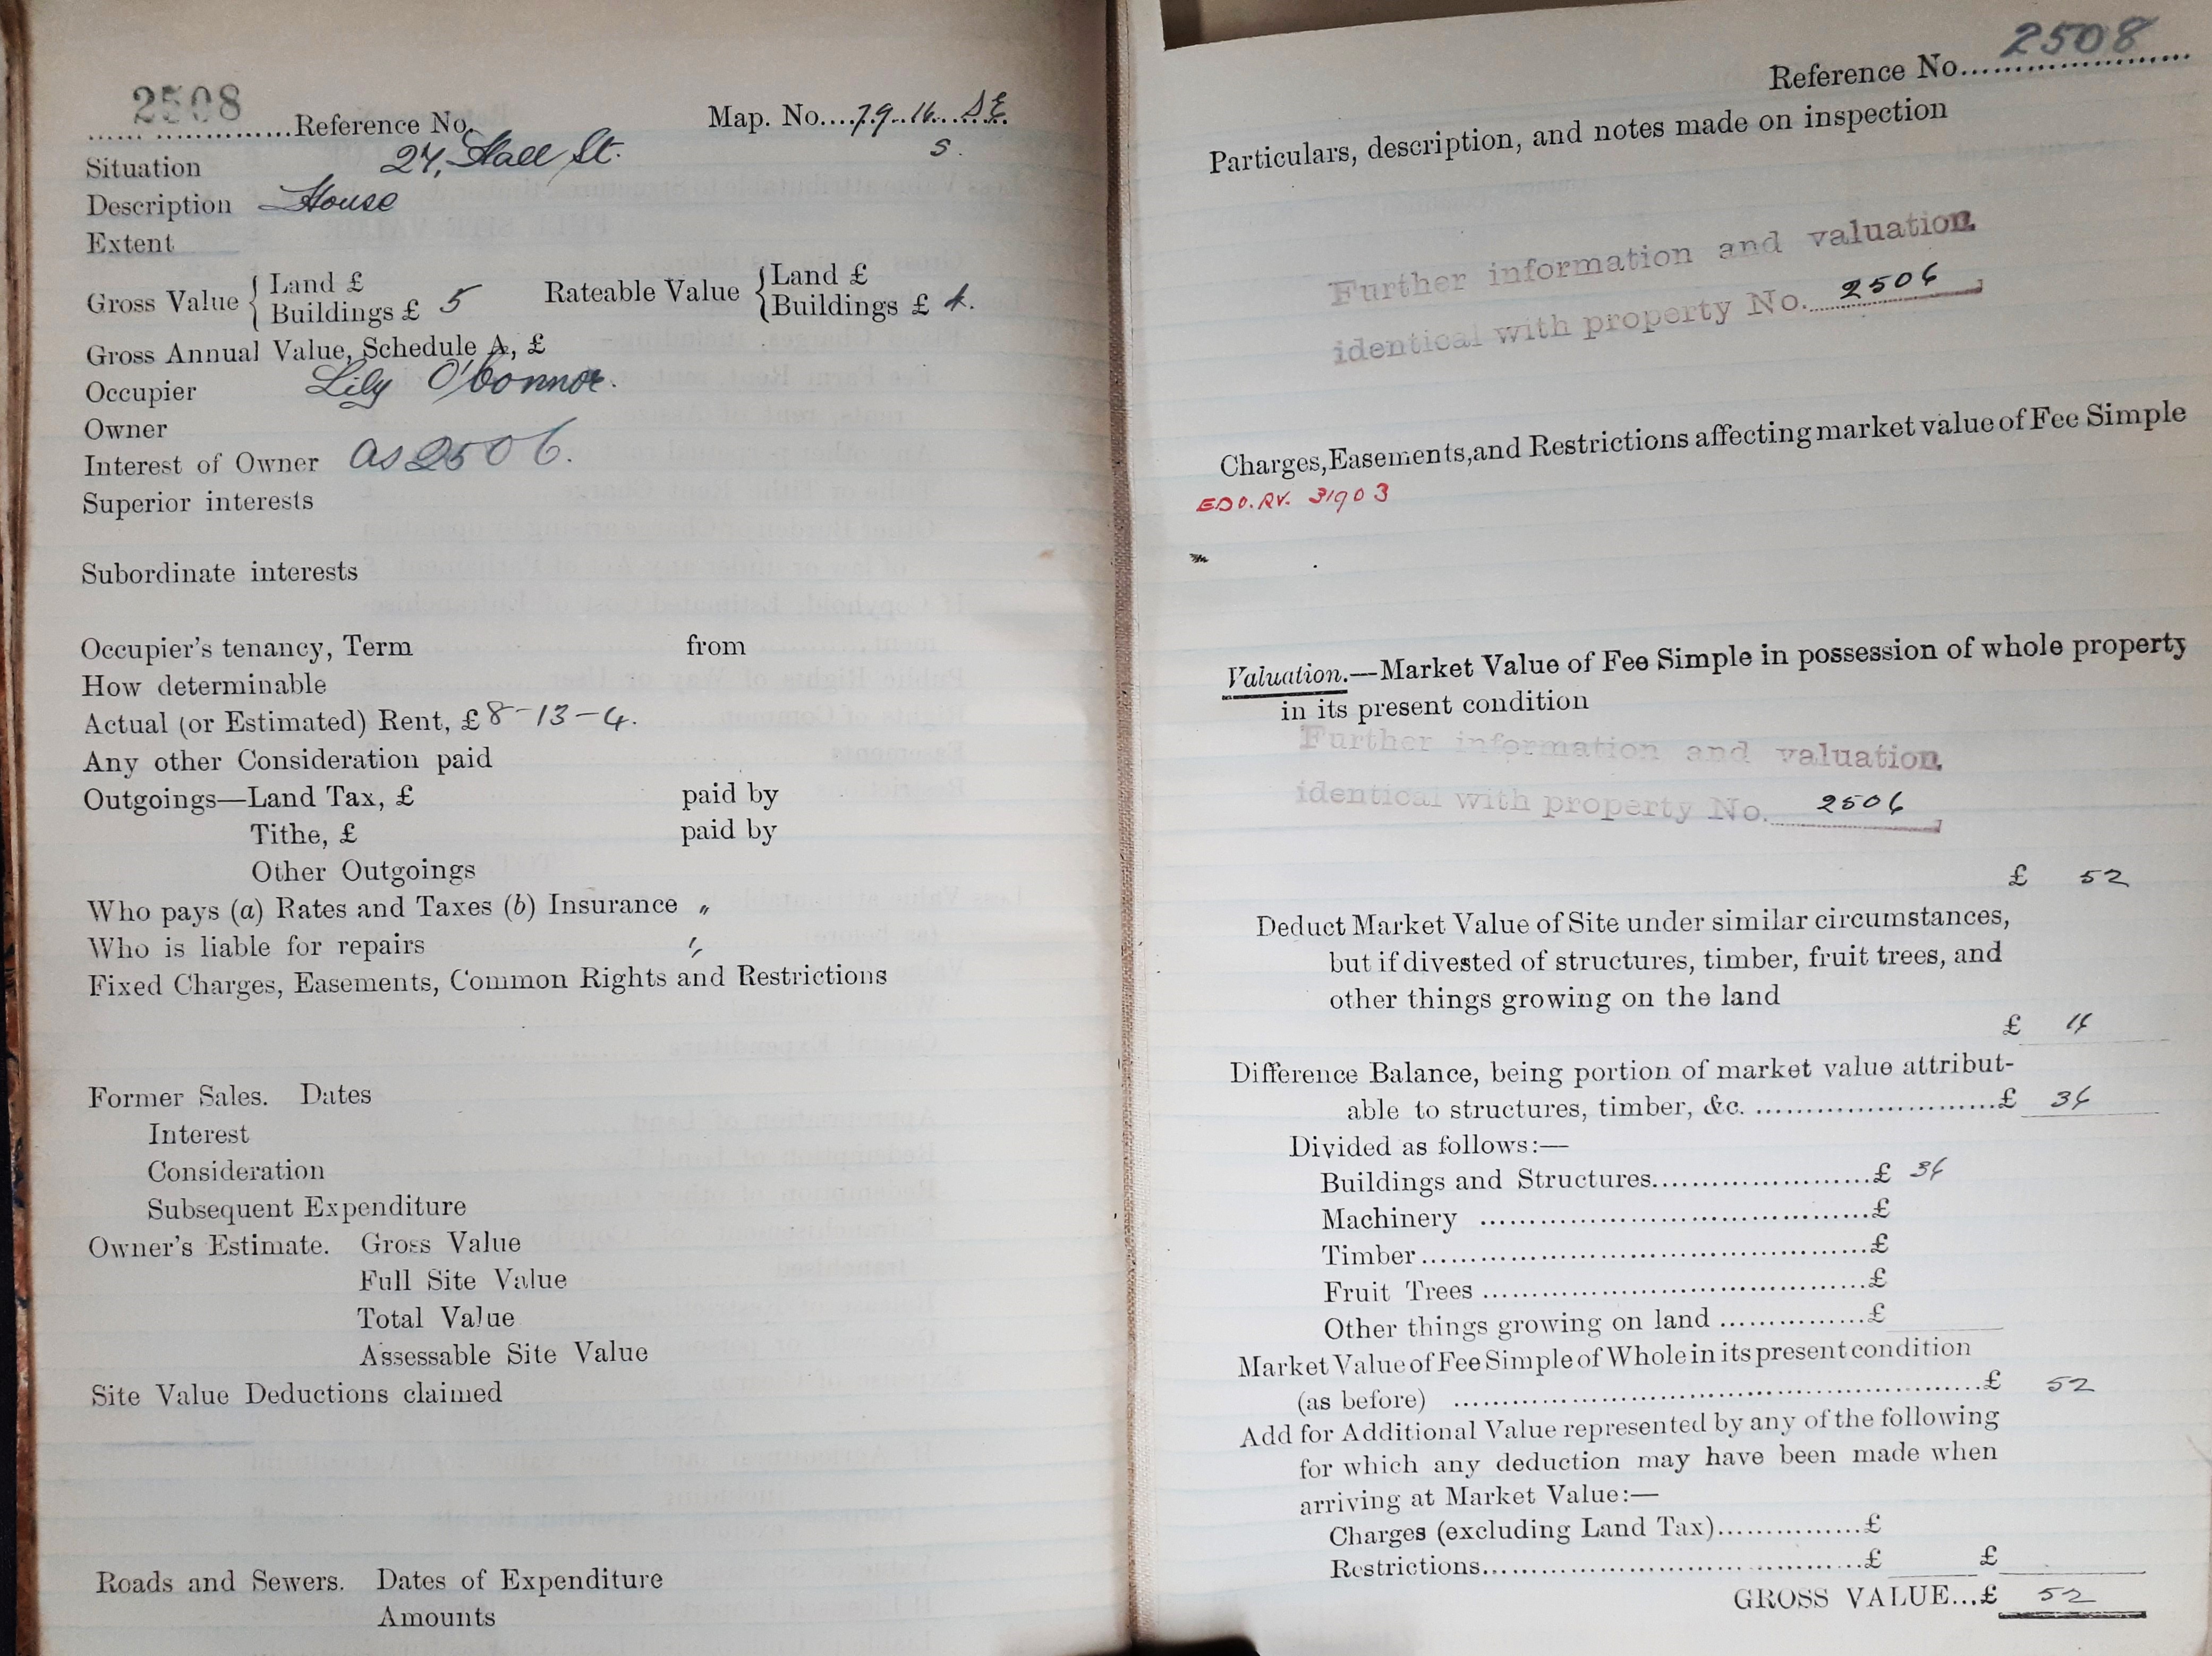 2508
Reference No. Map. No. 79.16. S.E.
5.
Situation 27, Hall St.
Description House
Extent
Gross Value { Land £ Rateable Value { Land £
Buildings £ 5 Buildings £ 4.
Gross Annual Value, Schedule A, £
Occupier Lily O'Connor.
Owner
Interest of Owner as 2506.
Superior interests
Subordinate interests
Occupier's tenancy, Term from
How determinable
Actual (or Estimated) Rent, £ 8-13-4.
Any other Consideration paid
Outgoings—Land Tax, £ paid by
Tithe, £ paid by
Other Outgoings
Who pays (a) Rates and Taxes (b) Insurance "
Who is liable for repairs "
Fixed Charges, Easements, Common Rights and Restrictions
Former Sales. Dates
Interest
Consideration
Subsequent Expenditure
Owner's Estimate. Gross Value
Full Site Value
Total Value
Assessable Site Value
Site Value Deductions claimed
Roads and Sewers. Dates of Expenditure
Amounts
Reference No. 2508
Particulars, description, and notes made on inspection
Further information and valuation
identical with property No. 2506
Charges, Easements, and Restrictions affecting market value of Fee Simple
EDO. RV. 31903
Valuation.—Market Value of Fee Simple in possession of whole property
in its present condition
Further information and valuation
identical with property No. 2506
£ 52
Deduct Market Value of Site under similar circumstances,
but if divested of structures, timber, fruit trees, and
other things growing on the land
£ 16
Difference Balance, being portion of market value attribut-
able to structures, timber, &c. £ 36
Divided as follows:—
Buildings and Structures £ 36
Machinery £
Timber £
Fruit Trees £
Other things growing on land £
Market Value of Fee Simple of Whole in its present condition
(as before) £ 52
Add for Additional Value represented by any of the following
for which any deduction may have been made when
arriving at Market Value:—
Charges (excluding Land Tax) £
Restrictions £ £
GROSS VALUE... £ 52